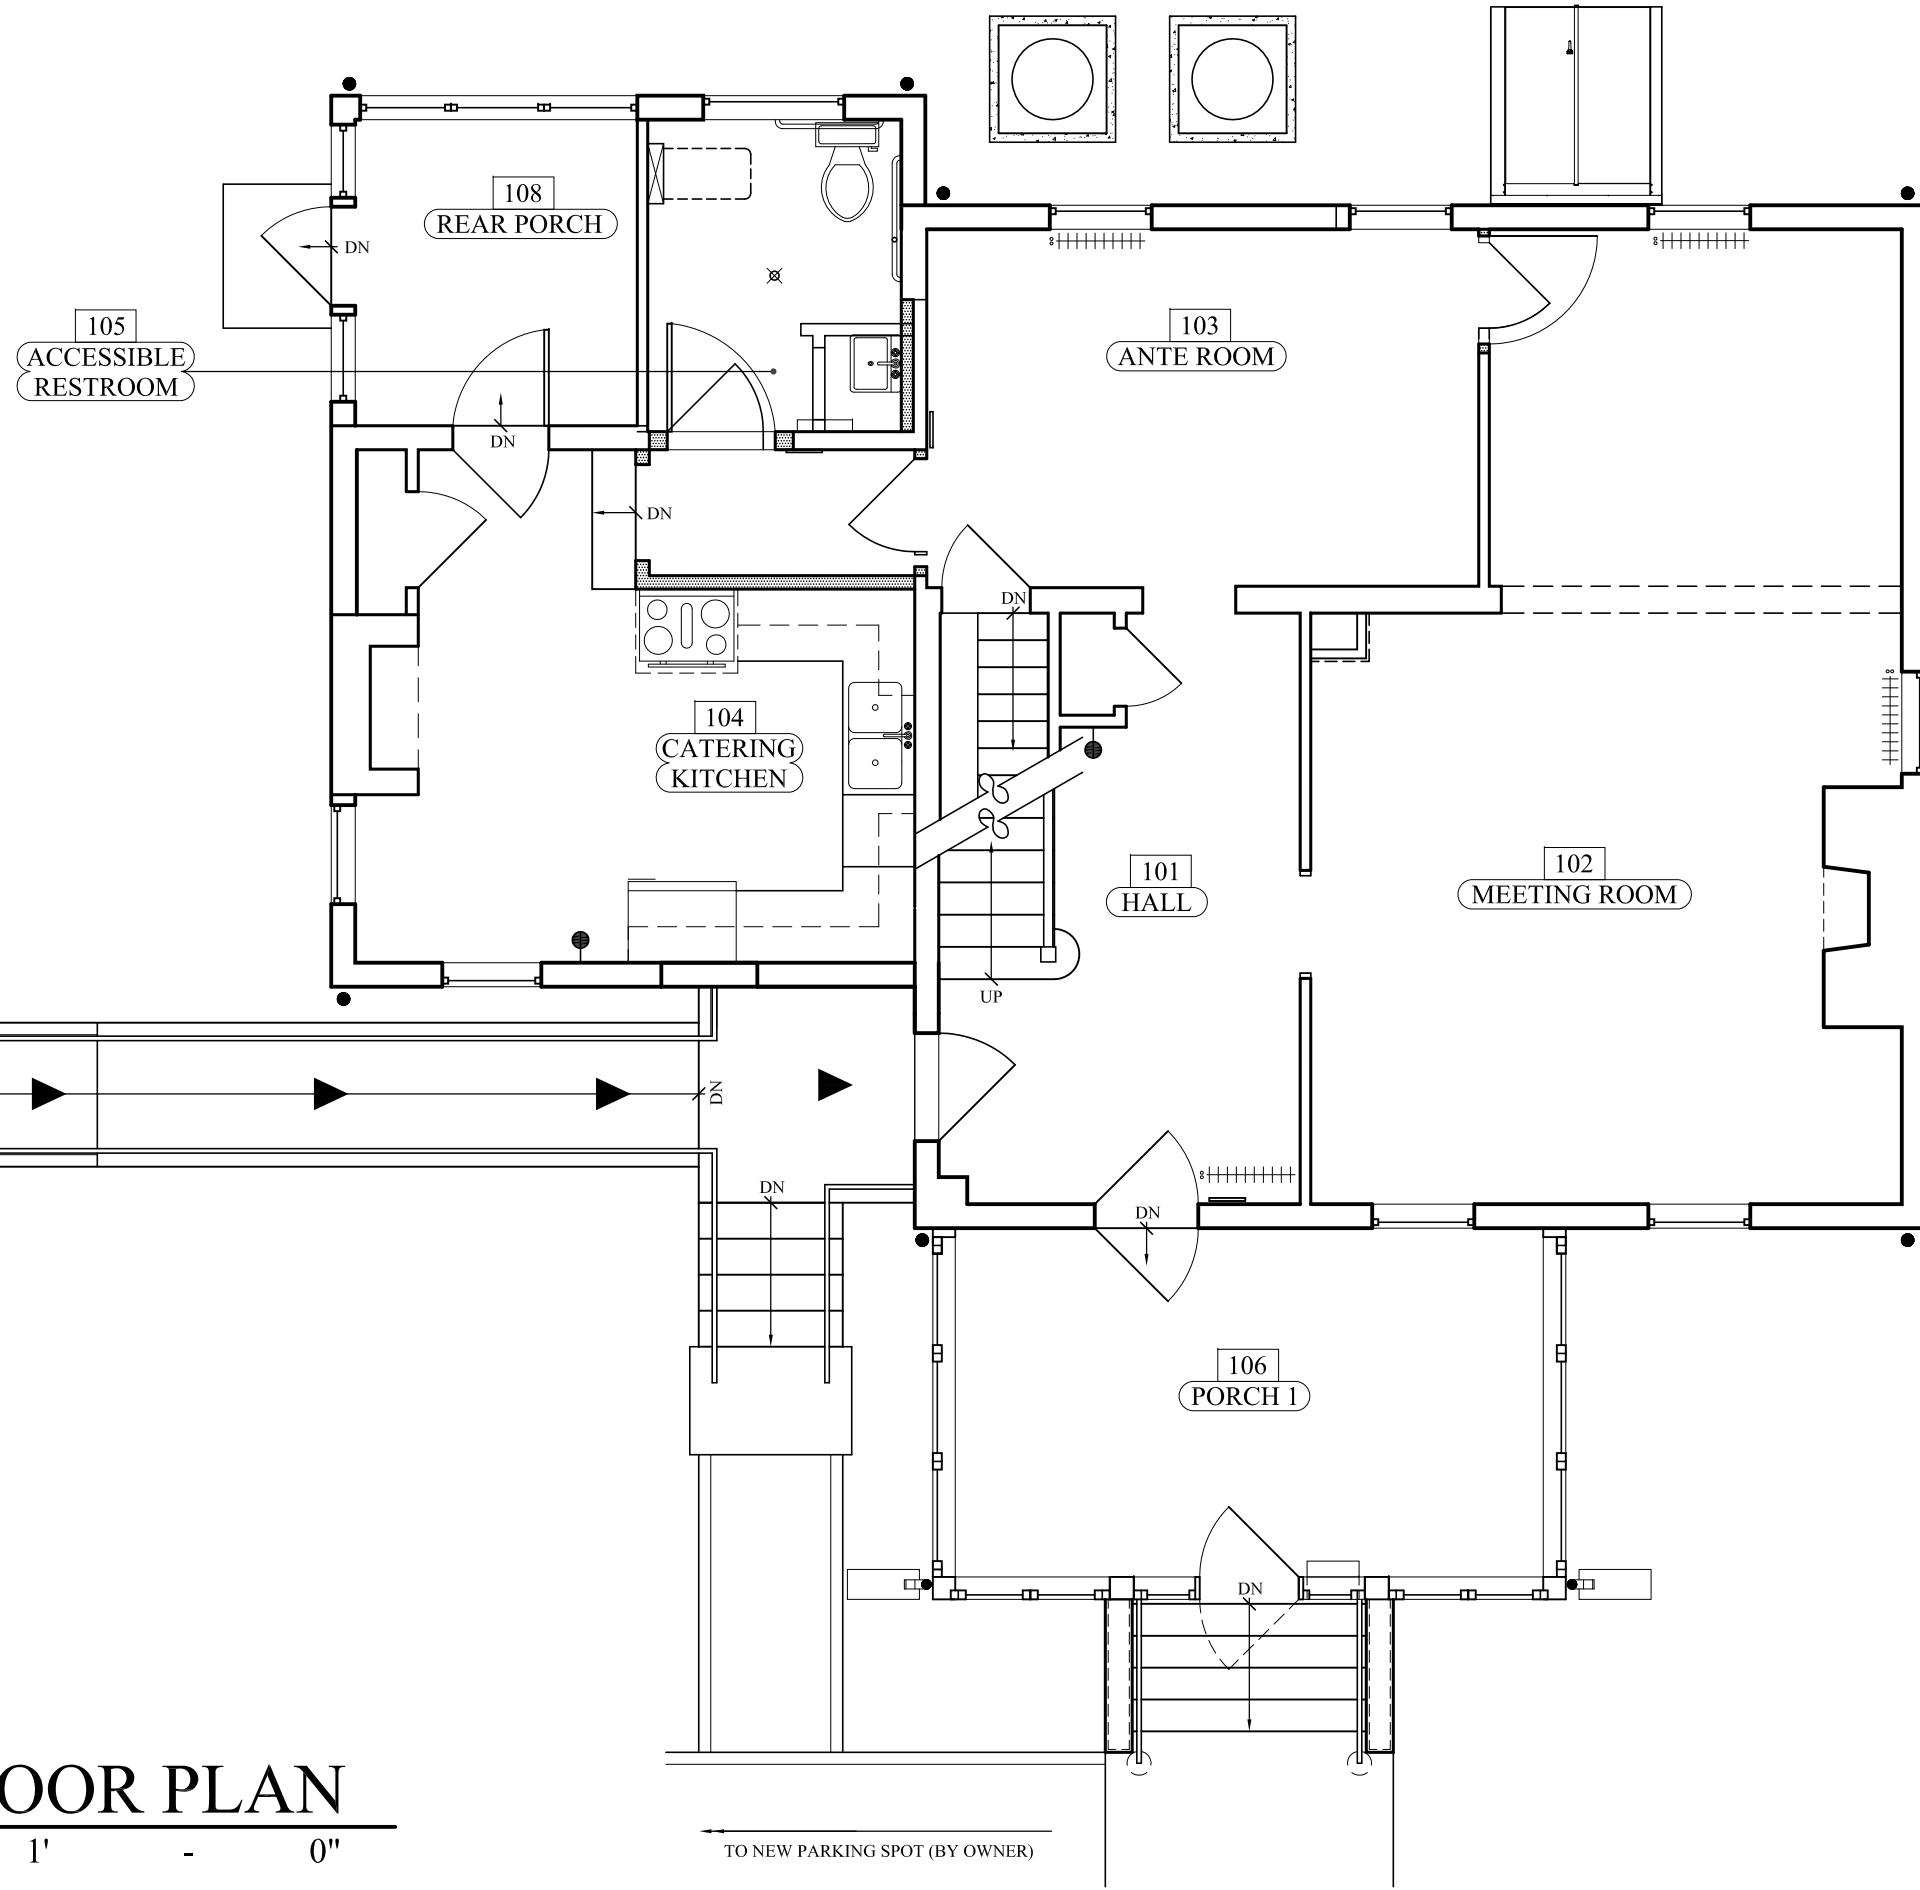 108
REAR PORCH
DN
105
ACCESSIBLE
RESTROOM
103
ANTE ROOM
DN
DN
DN
104
CATERING
KITCHEN
101
HALL
102
MEETING ROOM
UP
DN
DN
DN
106
PORCH 1
DN
OOR PLAN
1' - 0"
TO NEW PARKING SPOT (BY OWNER)